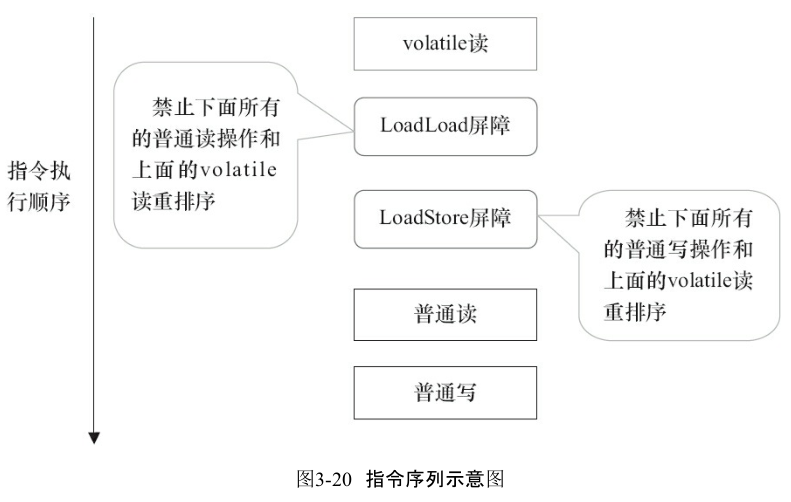 volatile读
禁止下面所有
的普通读操作和
上面的volatile
读重排序
LoadLoad屏障
指令执
行顺序
LoadStore屏障
禁止下面所有
的普通写操作和
上面的volatile读
重排序
普通读
普通写
图3-20 指令序列示意图